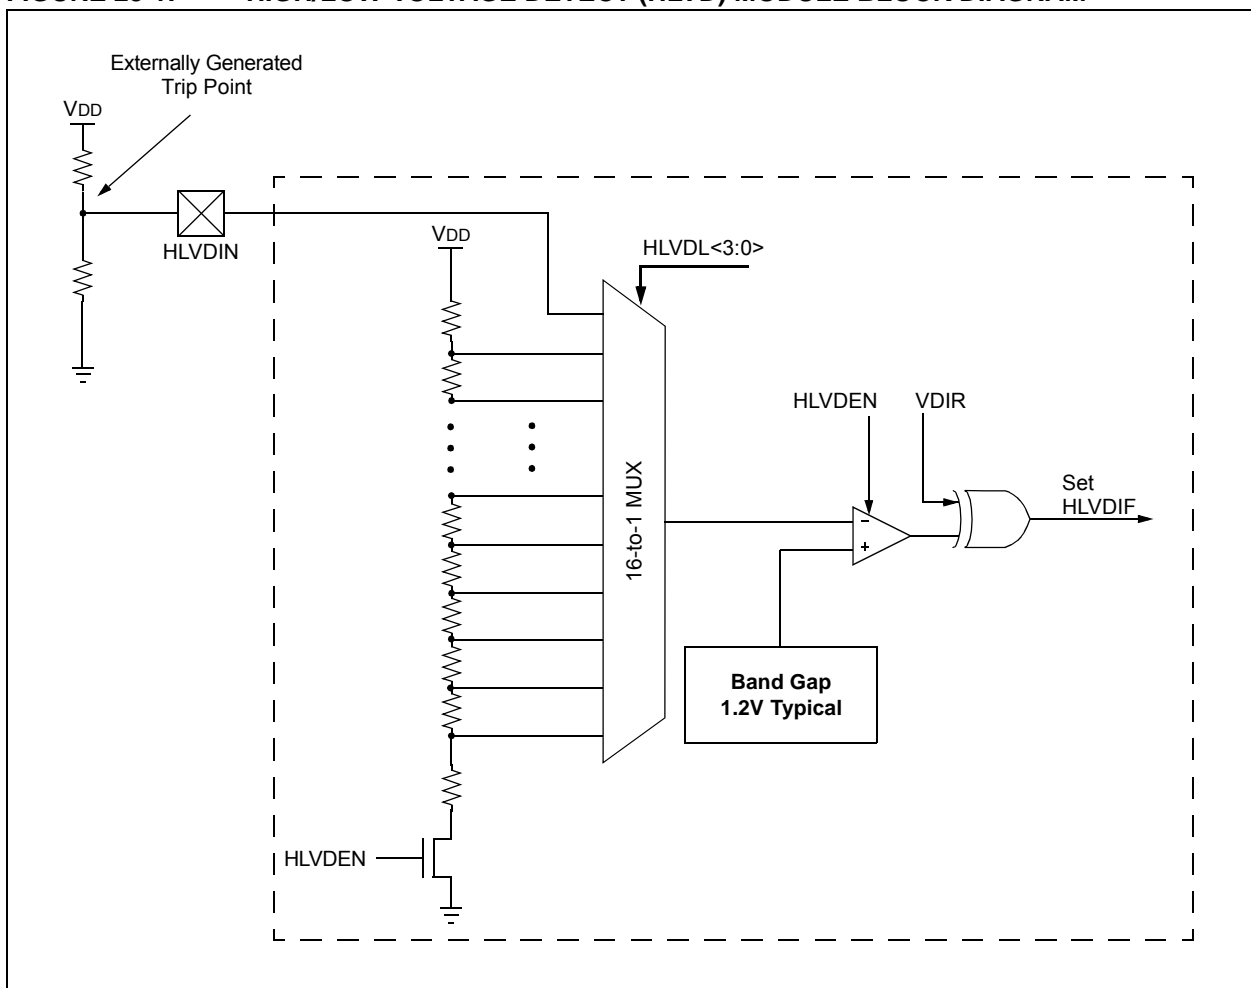 Externally Generated
Trip Point
VDD
HLVDIN
VDD
HLVDL<3:0>
HLVDEN
VDIR
16-to-1 MUX
Set
HLVDIF
–
+
Band Gap
1.2V Typical
HLVDEN